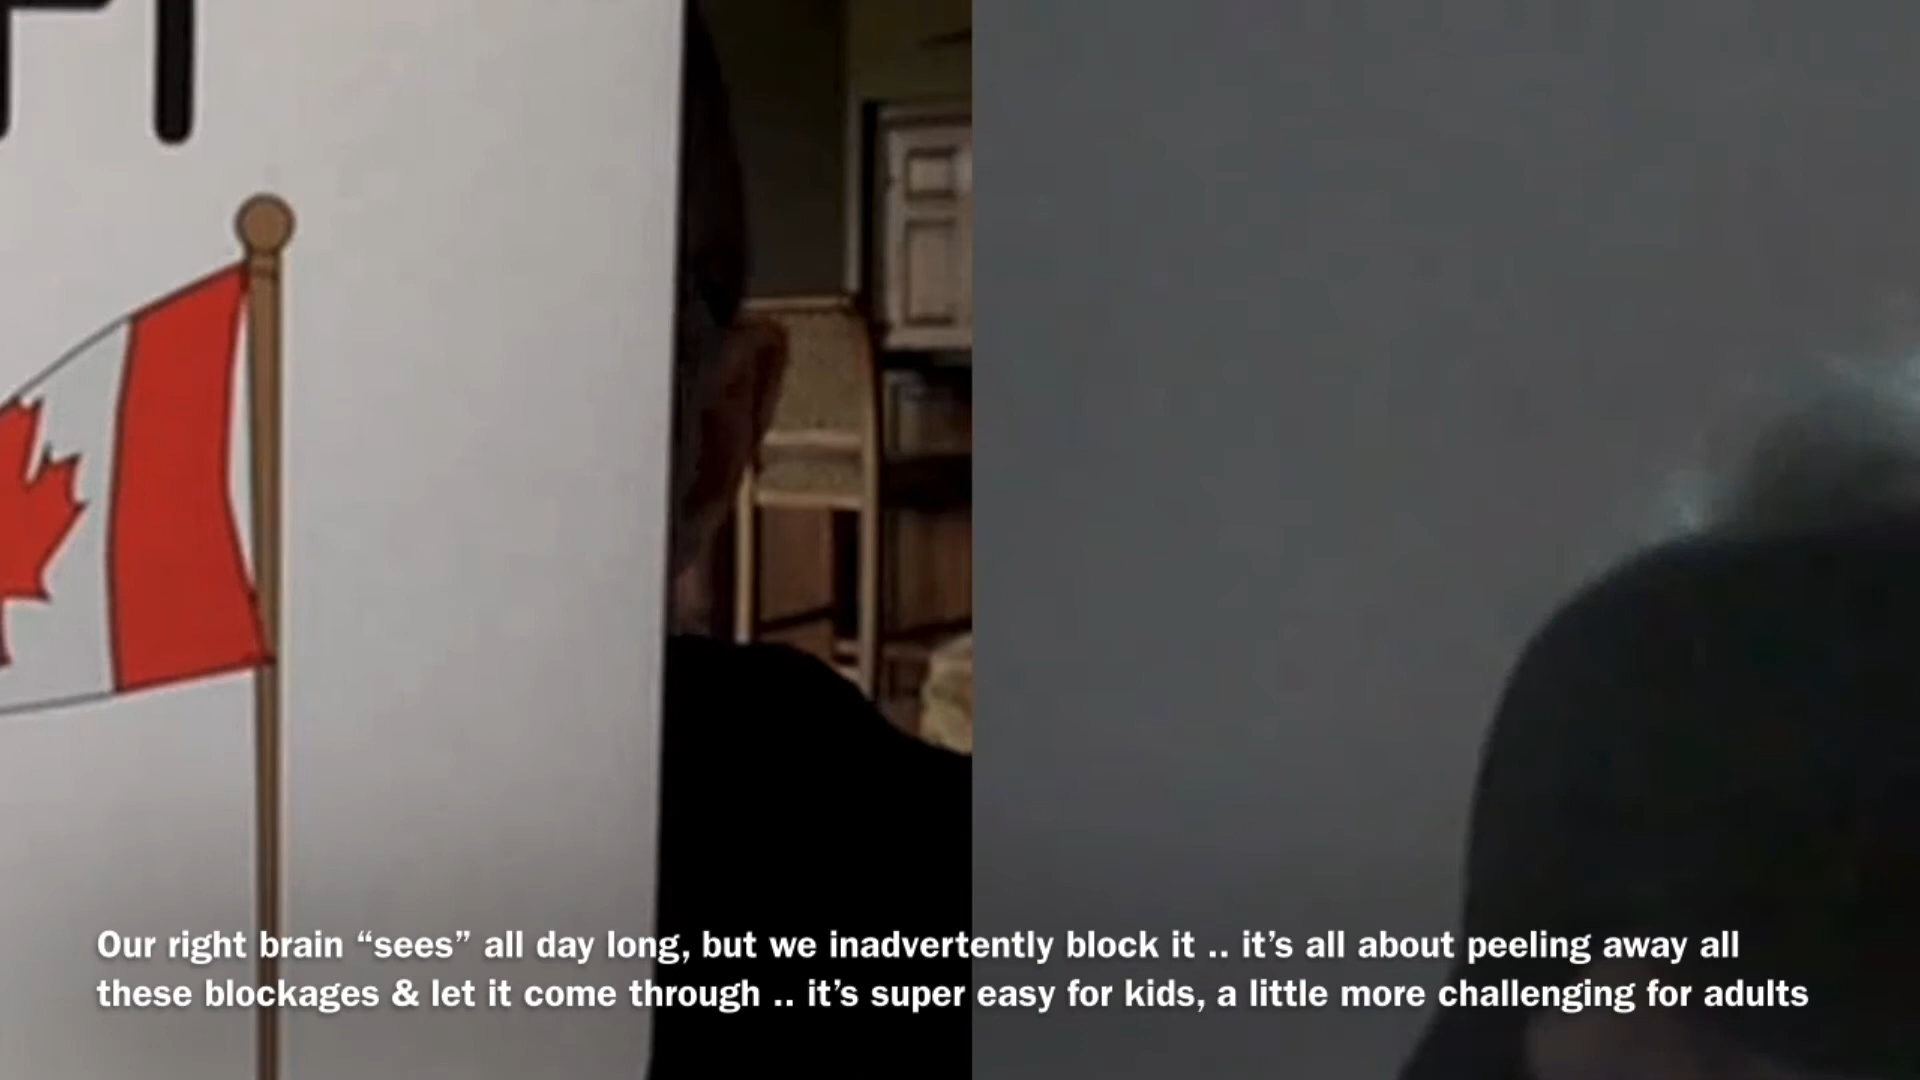 Our right brain “sees” all day long, but we inadvertently block it .. it’s all about peeling away all
these blockages & let it come through .. it’s super easy for kids, a little more challenging for adults